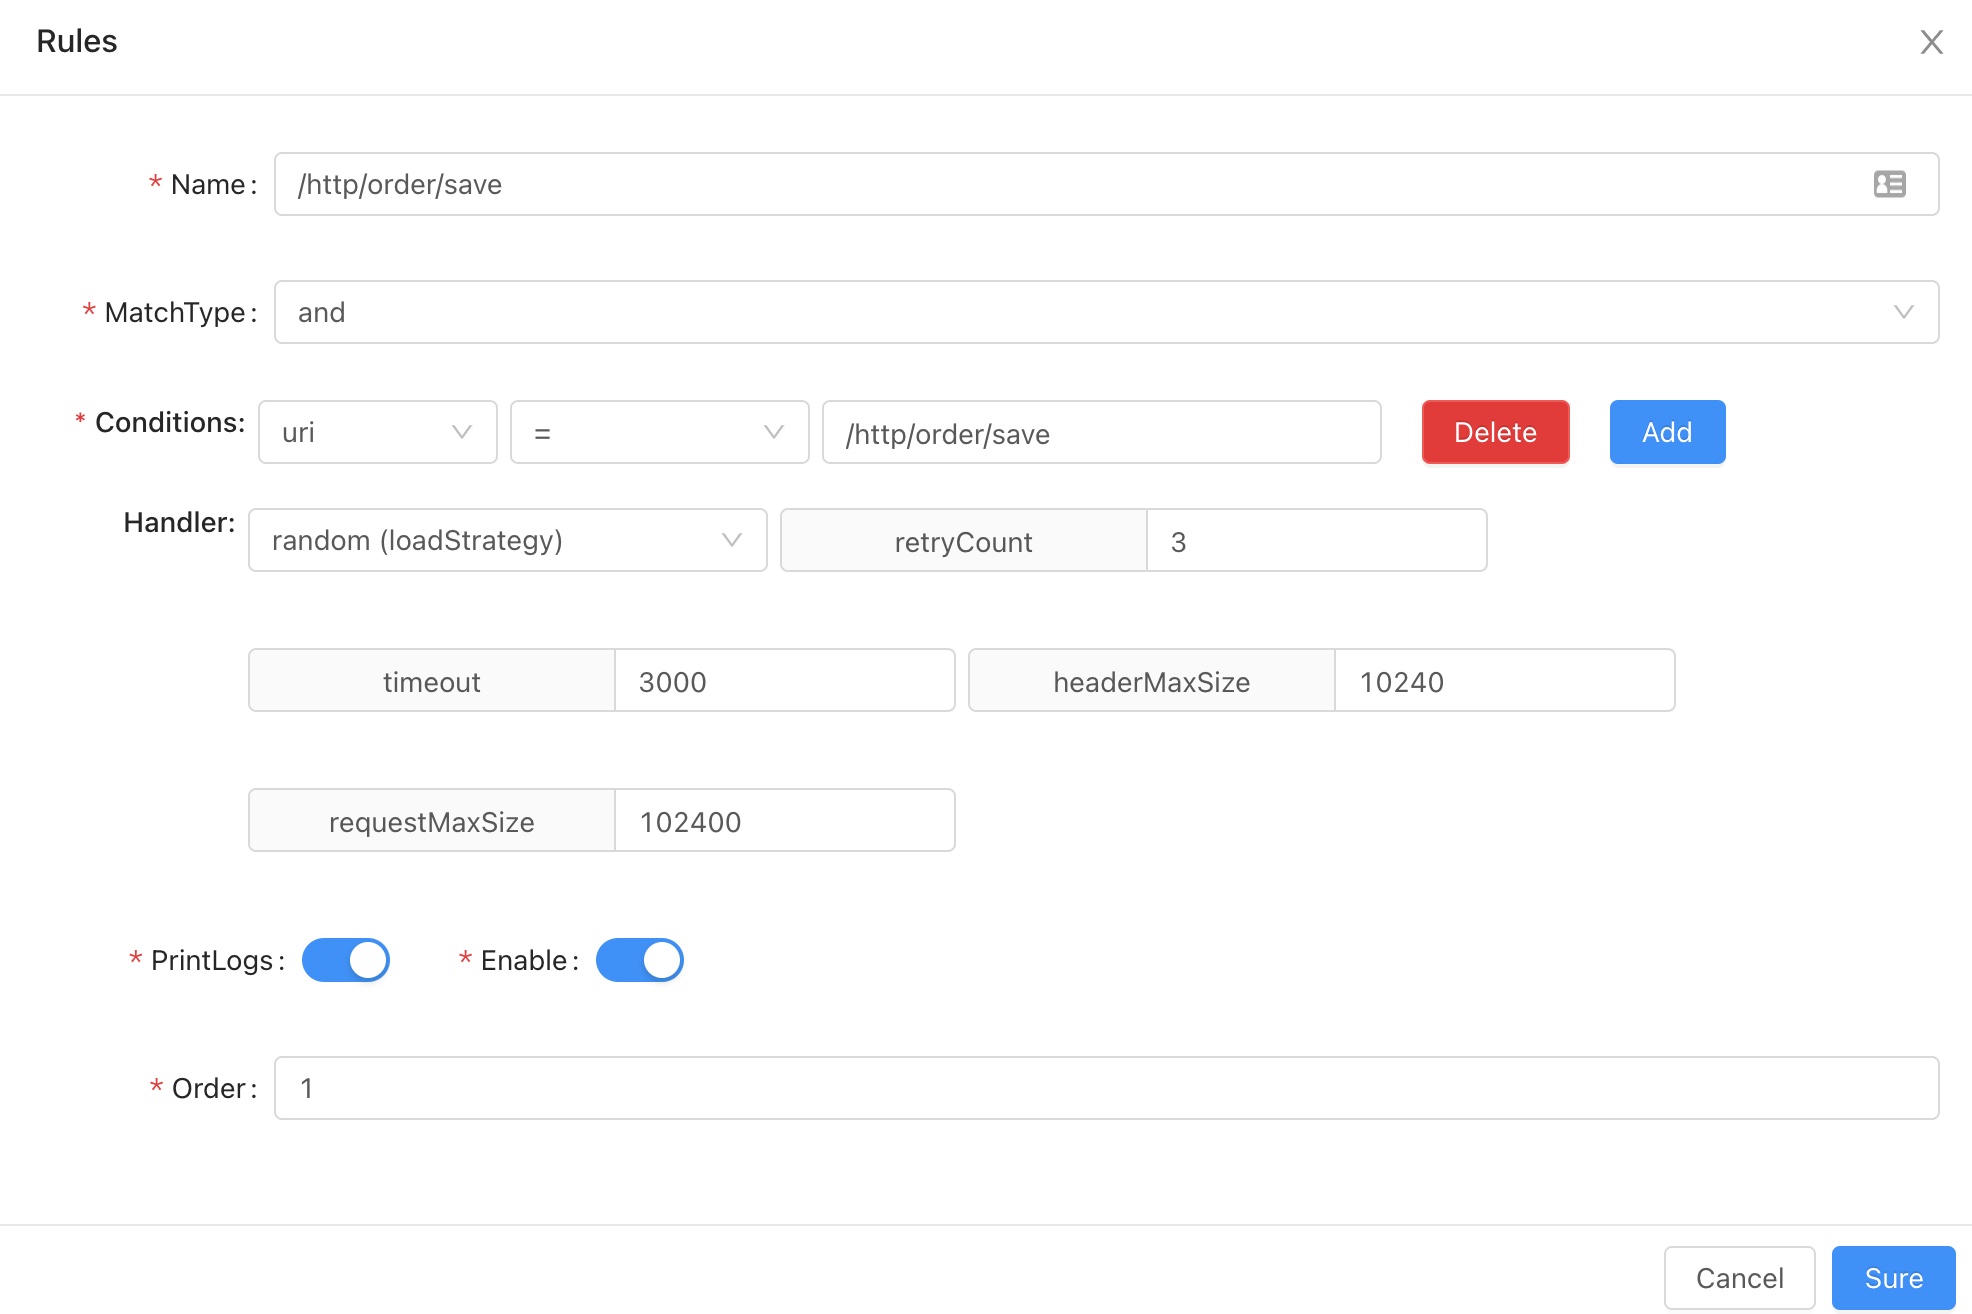 Rules
* Name: /http/order/save
* MatchType: and
* Conditions: uri = /http/order/save Delete Add
Handler: random (loadStrategy) retryCount 3
timeout 3000 headerMaxSize 10240
requestMaxSize 102400
* PrintLogs: * Enable:
* Order: 1
Cancel Sure